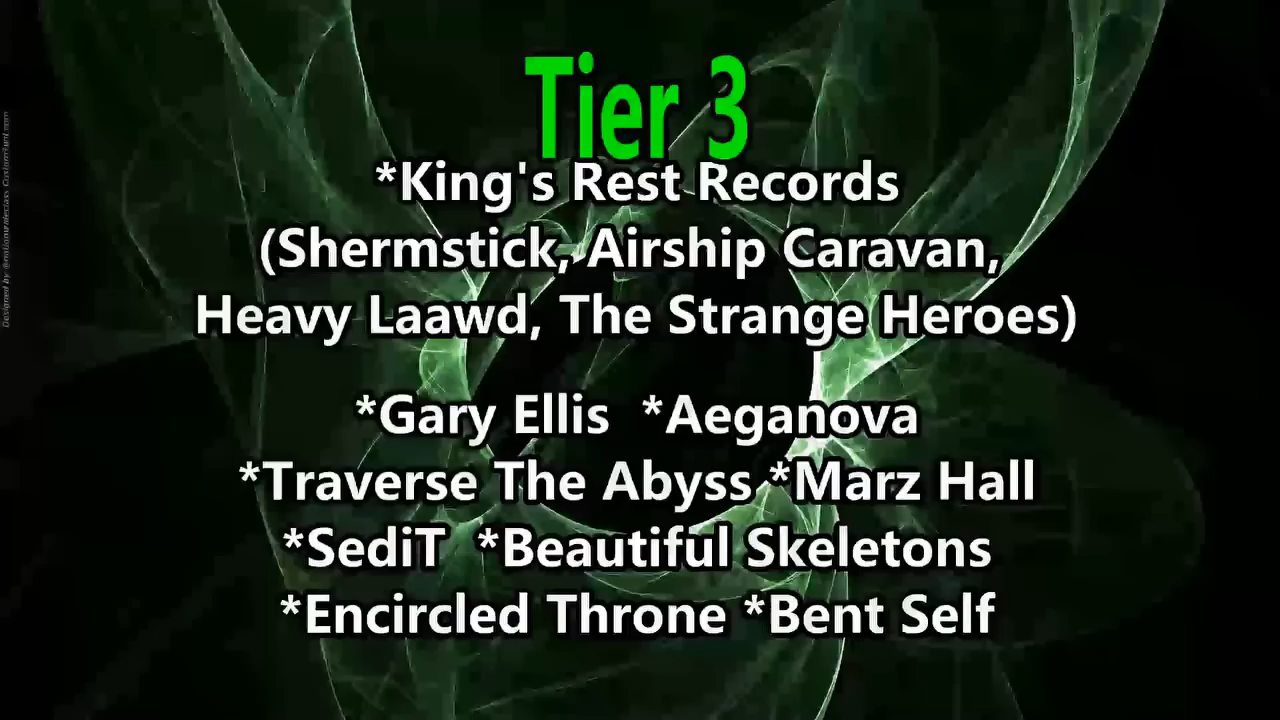 Tier 3
*King's Rest Records
(Shermstick, Airship Caravan,
Heavy Laawd, The Strange Heroes)
*Gary Ellis *Aeganova
*Traverse The Abyss *Marz Hall
*SediT *Beautiful Skeletons
*Encircled Throne *Bent Self